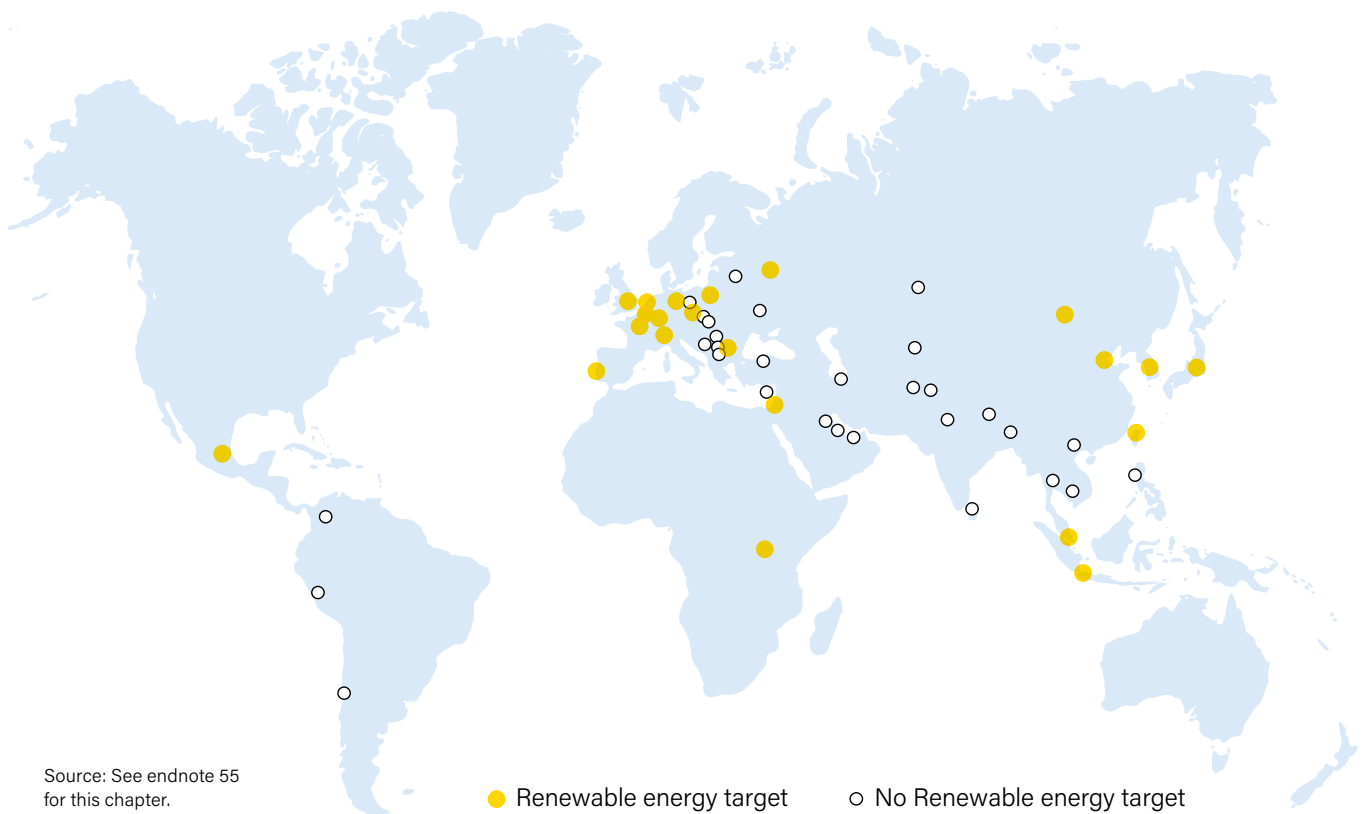 Source: See endnote 55
for this chapter.
Renewable energy target
No Renewable energy target